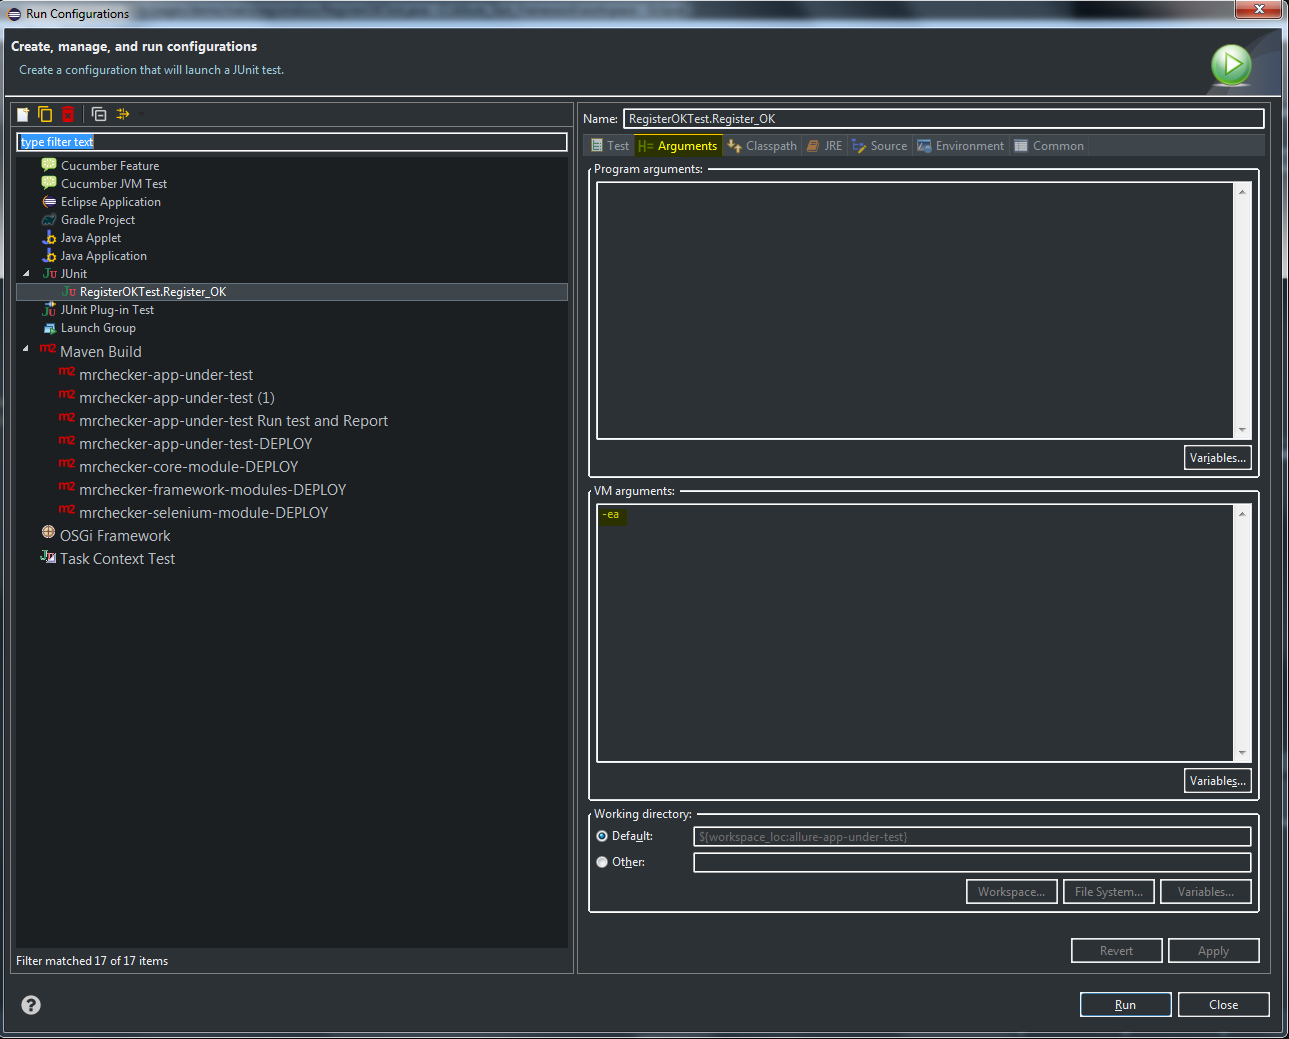 Run Configurations
Create, manage, and run configurations
Create a configuration that will launch a JUnit test.
type filter text
Cucumber Feature
Cucumber JVM Test
Eclipse Application
Gradle Project
Java Applet
Java Application
JUnit
RegisterOKTest.Register_OK
JUnit Plug-in Test
Launch Group
Maven Build
mrchecker-app-under-test
mrchecker-app-under-test (1)
mrchecker-app-under-test Run test and Report
mrchecker-app-under-test-DEPLOY
mrchecker-core-module-DEPLOY
mrchecker-framework-modules-DEPLOY
mrchecker-selenium-module-DEPLOY
OSGi Framework
Task Context Test
Filter matched 17 of 17 items
Name: RegisterOKTest.Register_OK
Test Arguments Classpath JRE Source Environment Common
Program arguments:
Variables...
VM arguments:
-ea
Variables...
Working directory:
Default: ${workspace_loc:allure-app-under-test}
Other:
Workspace... File System... Variables...
Revert Apply
Run Close